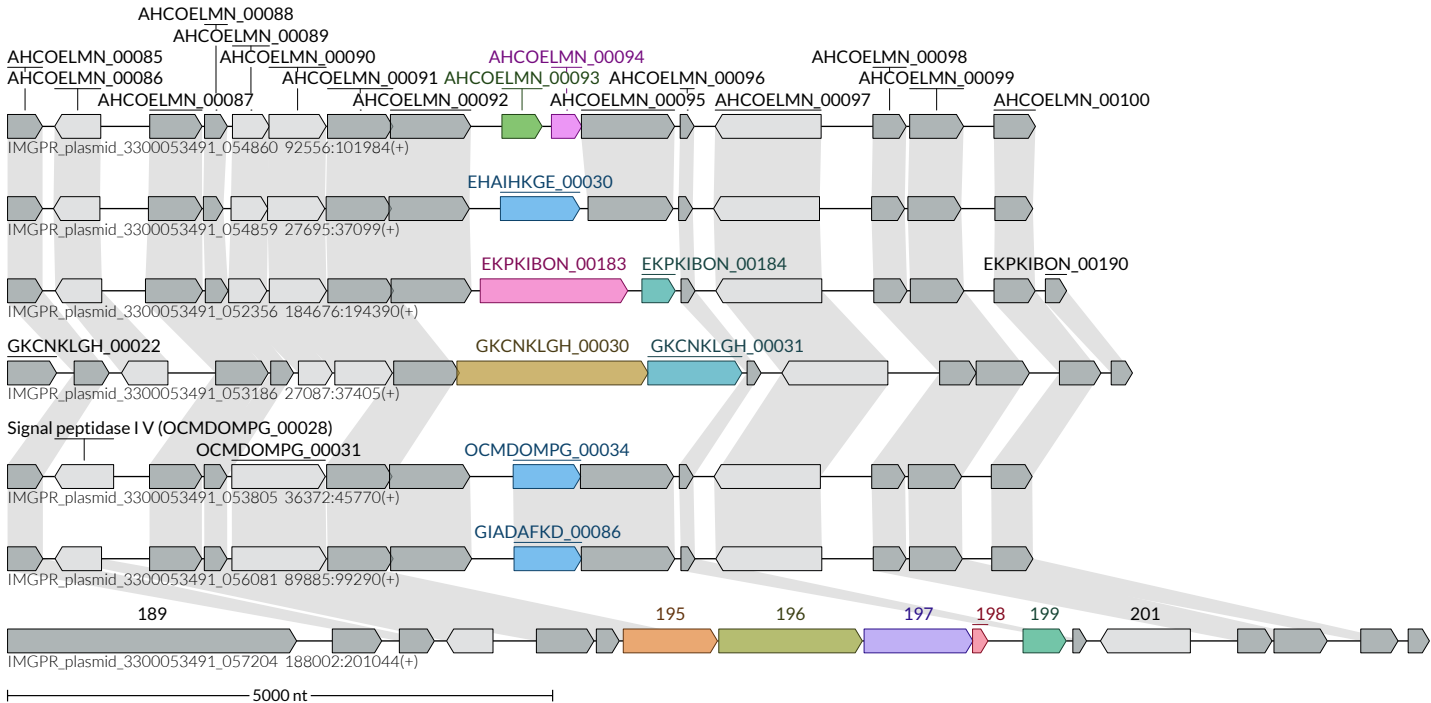 AHCOELMN_00088
AHCOELMN_00089
AHCOELMN_00085 AHCOELMN_00090 AHCOELMN_00094 AHCOELMN_00098
AHCOELMN_00086 AHCOELMN_00091 AHCOELMN_00093 AHCOELMN_00096 AHCOELMN_00099
AHCOELMN_00087 AHCOELMN_00092 AHCOELMN_00095 AHCOELMN_00097 AHCOELMN_00100
IMGPR_plasmid_3300053491_054860 92556:101984(+)
EHAIHKGE_00030
IMGPR_plasmid_3300053491_054859 27695:37099(+)
EKPKIBON_00183 EKPKIBON_00184 EKPKIBON_00190
IMGPR_plasmid_3300053491_052356 184676:194390(+)
GKCNKLGH_00022 GKCNKLGH_00030 GKCNKLGH_00031
IMGPR_plasmid_3300053491_053186 27087:37405(+)
Signal peptidase I V (OCMDOMPG_00028)
OCMDOMPG_00031 OCMDOMPG_00034
IMGPR_plasmid_3300053491_053805 36372:45770(+)
GIADAFKD_00086
IMGPR_plasmid_3300053491_056081 89885:99290(+)
189 195 196 197 198 199 201
IMGPR_plasmid_3300053491_057204 188002:201044(+)
5000 nt